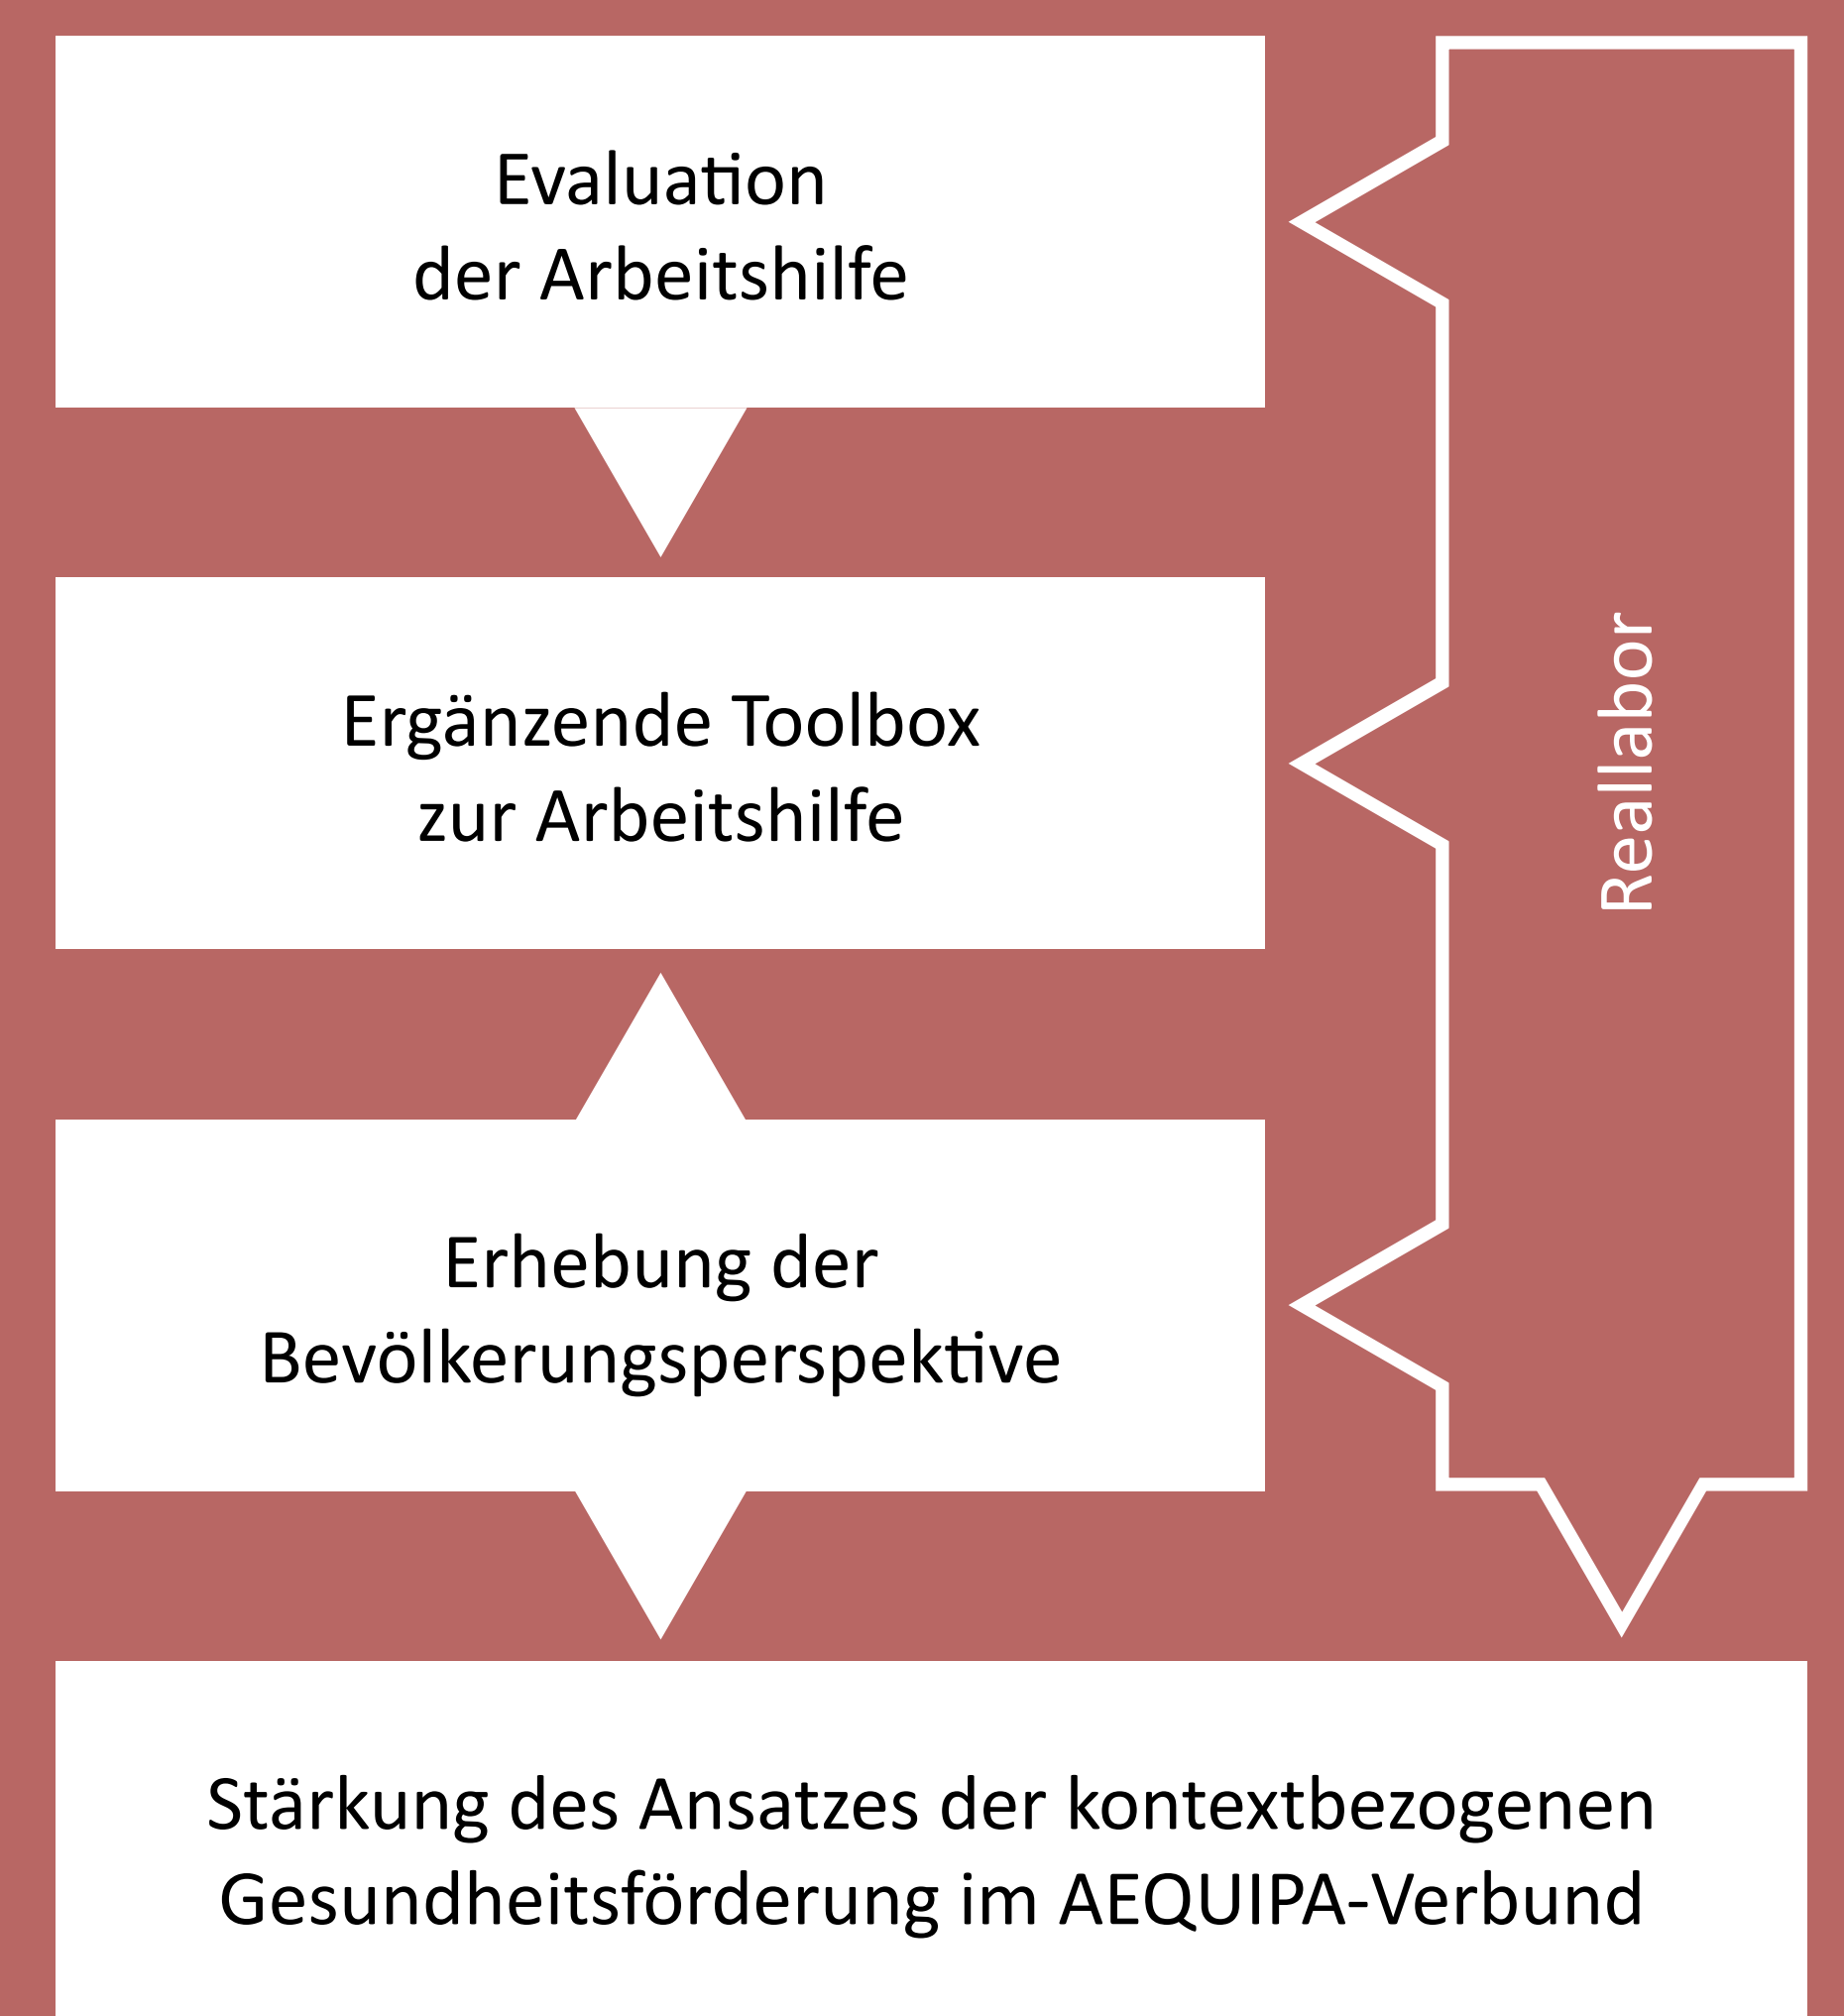 Evaluation
der Arbeitshilfe
Ergänzende Toolbox
zur Arbeitshilfe
Reallabor
Erhebung der
Bevölkerungsperspektive
Stärkung des Ansatzes der kontextbezogenen
Gesundheitsförderung im AEQUIPA-Verbund